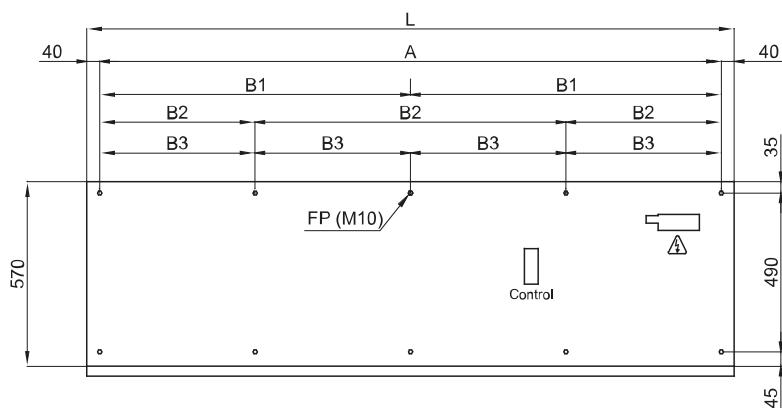 L
40 A 40
B1 B1
B2 B2 B2
B3 B3 B3 B3
35
FP (M10)
570
490
Control
45